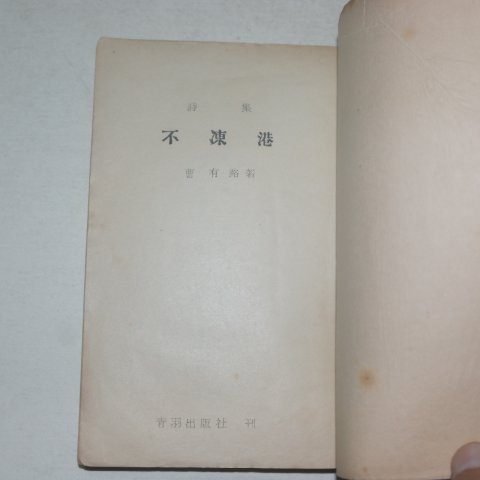 詩 集
不 凍 港
曹 有 路 著
青羽出版社 刊